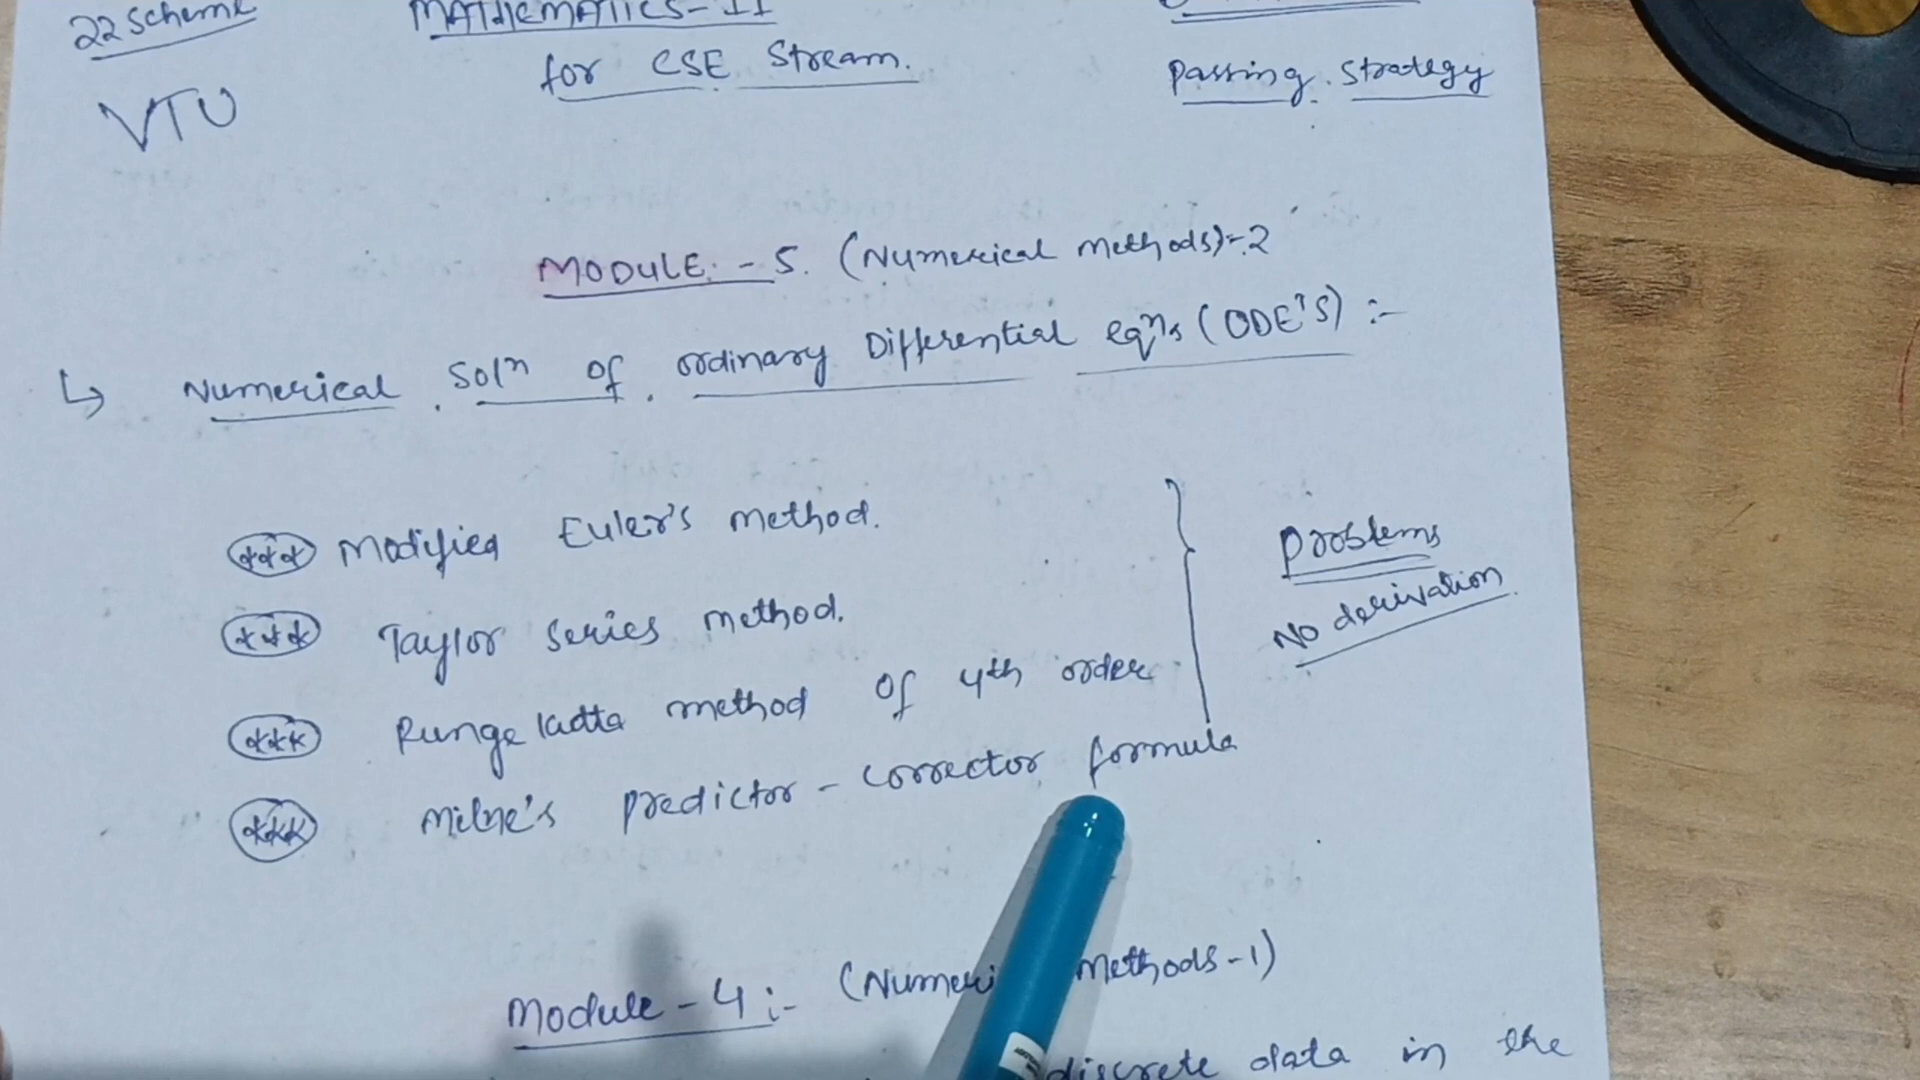 22 Scheme
MATHEMATICS-II
for CSE Stream.
VTU
Passing Strategy
MODULE - 5. (Numerical Methods)-2
↳ Numerical Solⁿ of ordinary Differential eqⁿs (ODE'S) :-
*** Modified Euler's method.
*** Taylor Series method.
*** Runge kutta method of 4th order
*** Milne's predictor - corrector formula
Problems
No derivation
Module - 4 :- (Numeri Methods-1)
discrete data in the